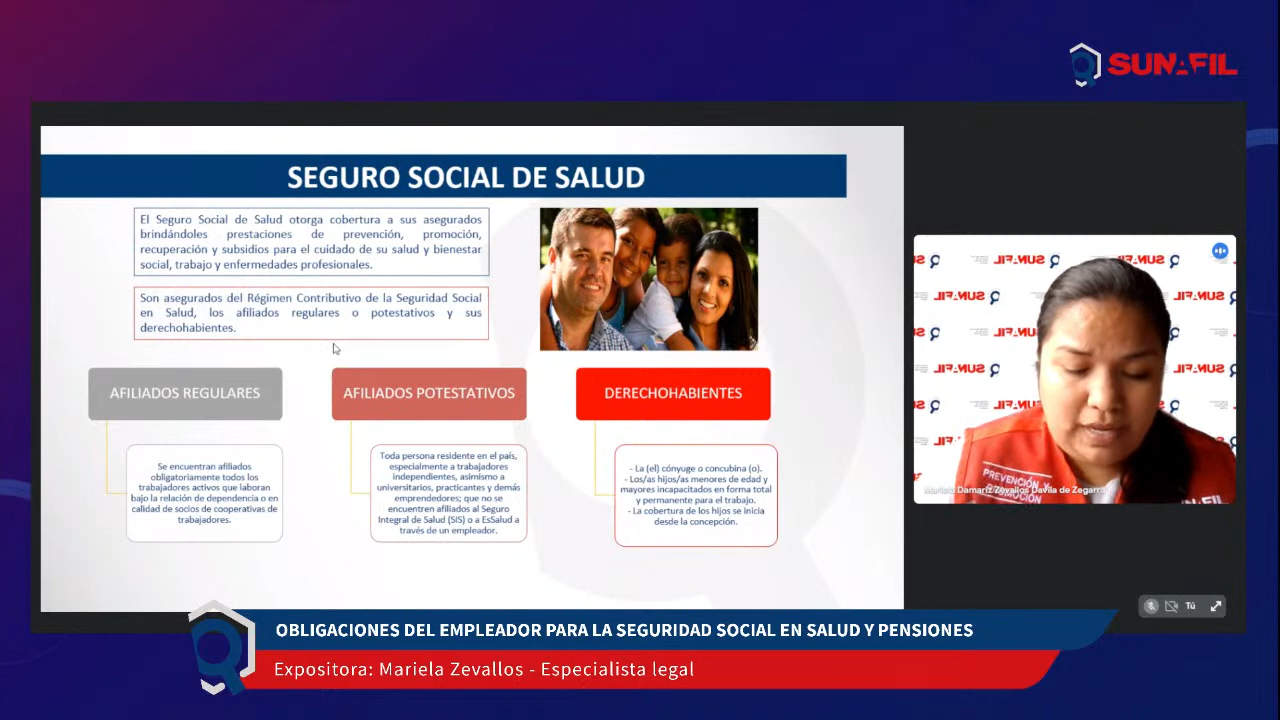 SUNAFIL
SEGURO SOCIAL DE SALUD
El Seguro Social de Salud otorga cobertura a sus asegurados
brindándoles prestaciones de prevención, promoción,
recuperación y subsidios para el cuidado de su salud y bienestar
social, trabajo y enfermedades profesionales.
Son asegurados del Régimen Contributivo de la Seguridad Social
en Salud, los afiliados regulares o potestativos y sus
derechohabientes.
AFILIADOS REGULARES
Se encuentran afiliados
obligatoriamente todos los
trabajadores activos que laboran
bajo la relación de dependencia o en
calidad de socios de cooperativas de
trabajadores.
AFILIADOS POTESTATIVOS
Toda persona residente en el país,
especialmente a trabajadores
independientes, asimismo a
universitarios, practicantes y demás
emprendedores; que no se
encuentren afiliados al Seguro
Integral de Salud (SIS) o a EsSalud a
través de un empleador.
DERECHOHABIENTES
- La (el) cónyuge o concubina (o).
- Los/as hijos/as menores de edad y
mayores incapacitados en forma total
y permanente para el trabajo.
- La cobertura de los hijos se inicia
desde la concepción.
PREVENCIÓN Y
Mariela Damariz Zevallos Davila de Zegarra
Tú
OBLIGACIONES DEL EMPLEADOR PARA LA SEGURIDAD SOCIAL EN SALUD Y PENSIONES
Expositora: Mariela Zevallos - Especialista legal